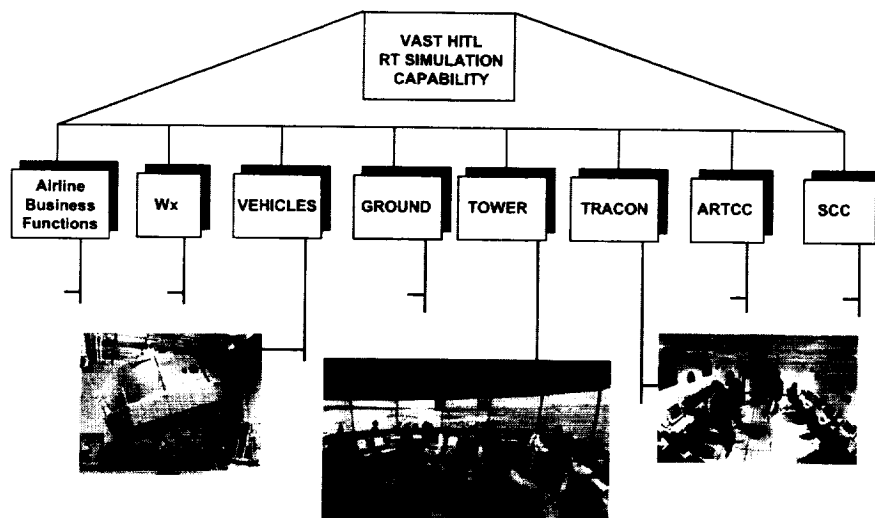 VAST HITL
RT SIMULATION
CAPABILITY
Airline
Business
Functions
Wx
VEHICLES
GROUND
TOWER
TRACON
ARTCC
SCC